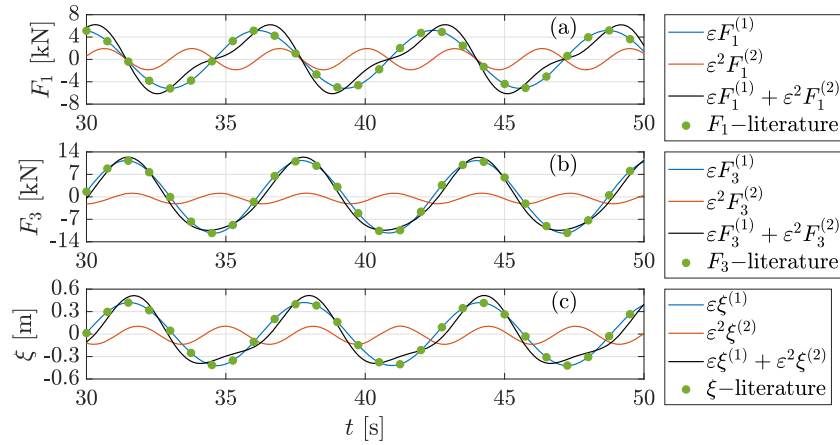 F₁ [kN]
8
4
0
-4
-8
(a)
30 35 40 45 50
εF₁⁽¹⁾
ε²F₁⁽²⁾
εF₁⁽¹⁾ + ε²F₁⁽²⁾
F₁−literature
F₃ [kN]
14
7
0
-7
-14
(b)
30 35 40 45 50
εF₃⁽¹⁾
ε²F₃⁽²⁾
εF₃⁽¹⁾ + ε²F₃⁽²⁾
F₃−literature
ξ [m]
0.6
0.3
0
-0.3
-0.6
(c)
30 35 40 45 50
t [s]
εξ⁽¹⁾
ε²ξ⁽²⁾
εξ⁽¹⁾ + ε²ξ⁽²⁾
ξ−literature